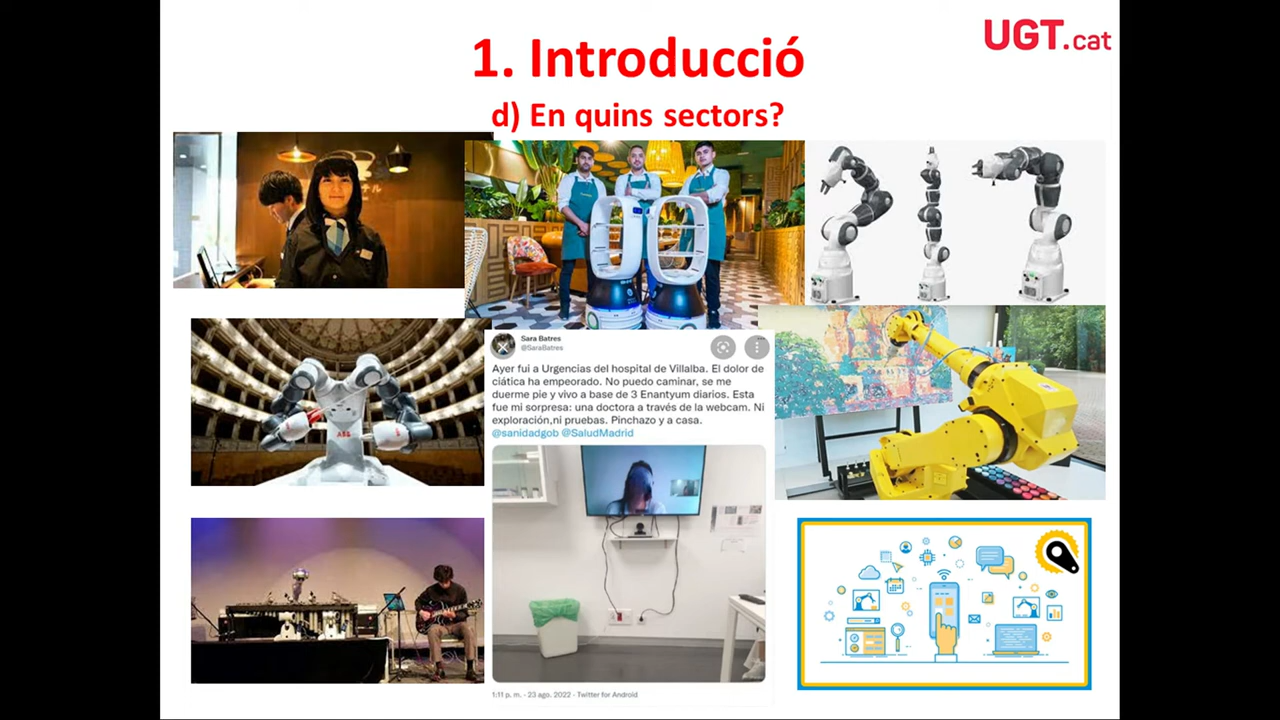 UGT.cat
1. Introducció
d) En quins sectors?
Sara Batres
@SaraBatres
Ayer fui a Urgencias del hospital de Villalba. El dolor de
ciática ha empeorado. No puedo caminar, se me
duerme pie y vivo a base de 3 Enantyum diarios. Esta
fue mi sorpresa: una doctora a través de la webcam. Ni
exploración,ni pruebas. Pinchazo y a casa.
@sanidadgob @SaludMadrid
ABB
1:11 p. m. - 23 ago. 2022 - Twitter for Android